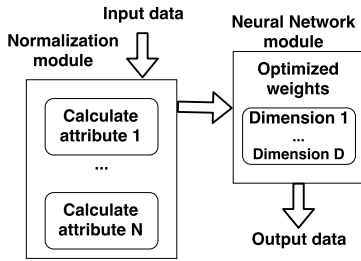 Input data
Normalization
module
Calculate
attribute 1
...
Calculate
attribute N
Neural Network
module
Optimized
weights
Dimension 1
...
Dimension D
Output data